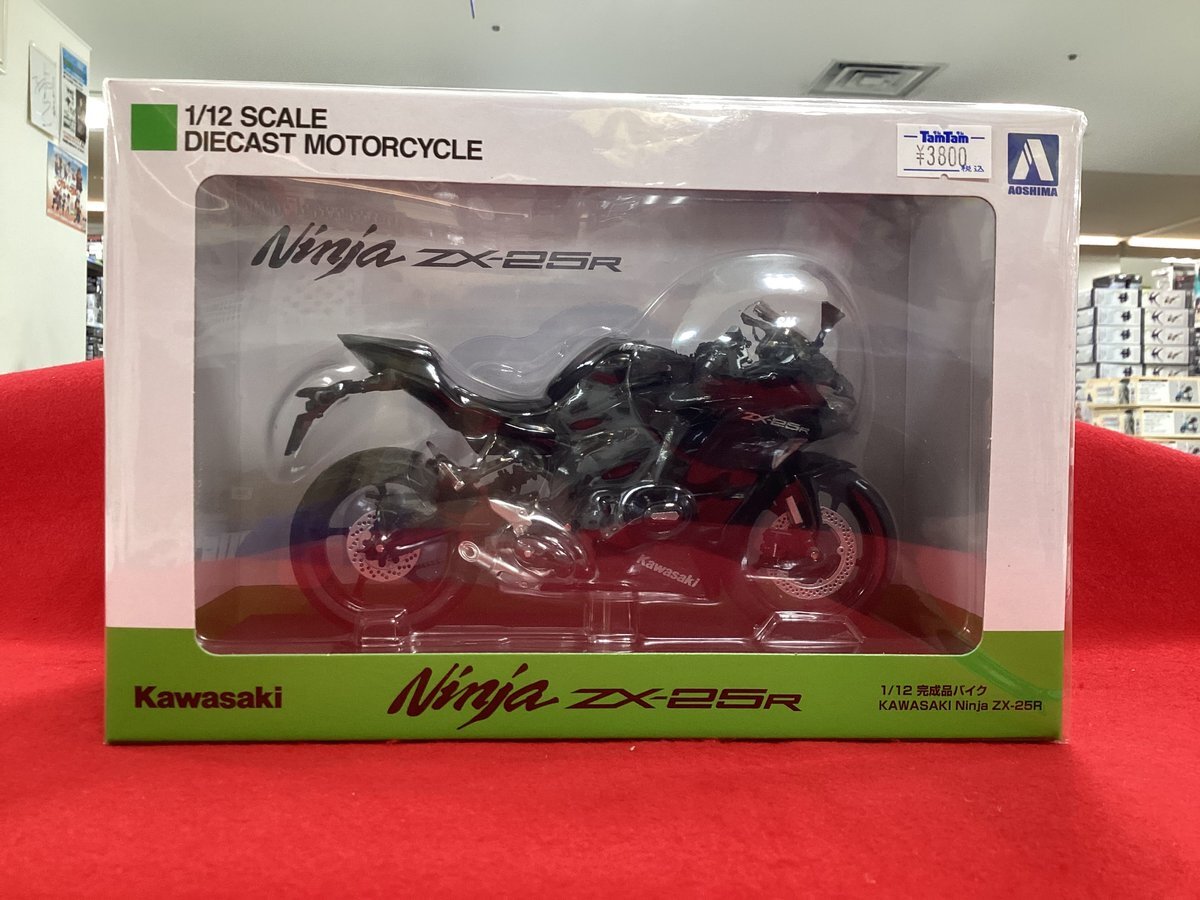 1/12 SCALE
DIECAST MOTORCYCLE
TamTam
¥3800
税込
AOSHIMA
Ninja ZX-25R
ZX-25R
Kawasaki
Kawasaki
Ninja ZX-25R
1/12 完成品バイク
KAWASAKI Ninja ZX-25R